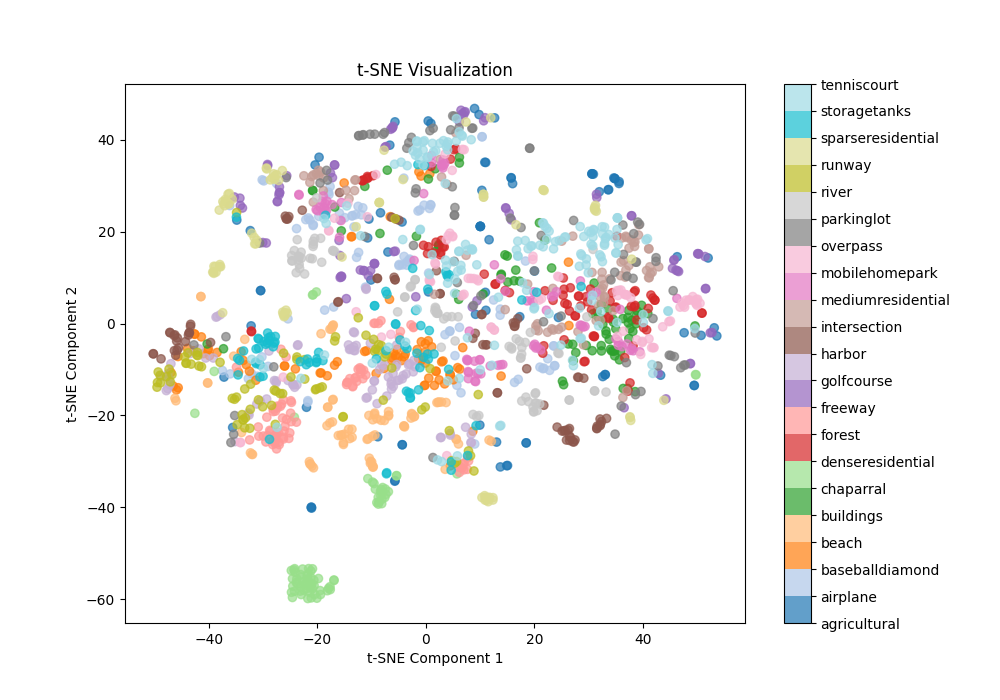 t-SNE Visualization
t-SNE Component 2
40
20
0
−20
−40
−60
−40
−20
0
20
40
t-SNE Component 1
tenniscourt
storagetanks
sparseresidential
runway
river
parkinglot
overpass
mobilehomepark
mediumresidential
intersection
harbor
golfcourse
freeway
forest
denseresidential
chaparral
buildings
beach
baseballdiamond
airplane
agricultural